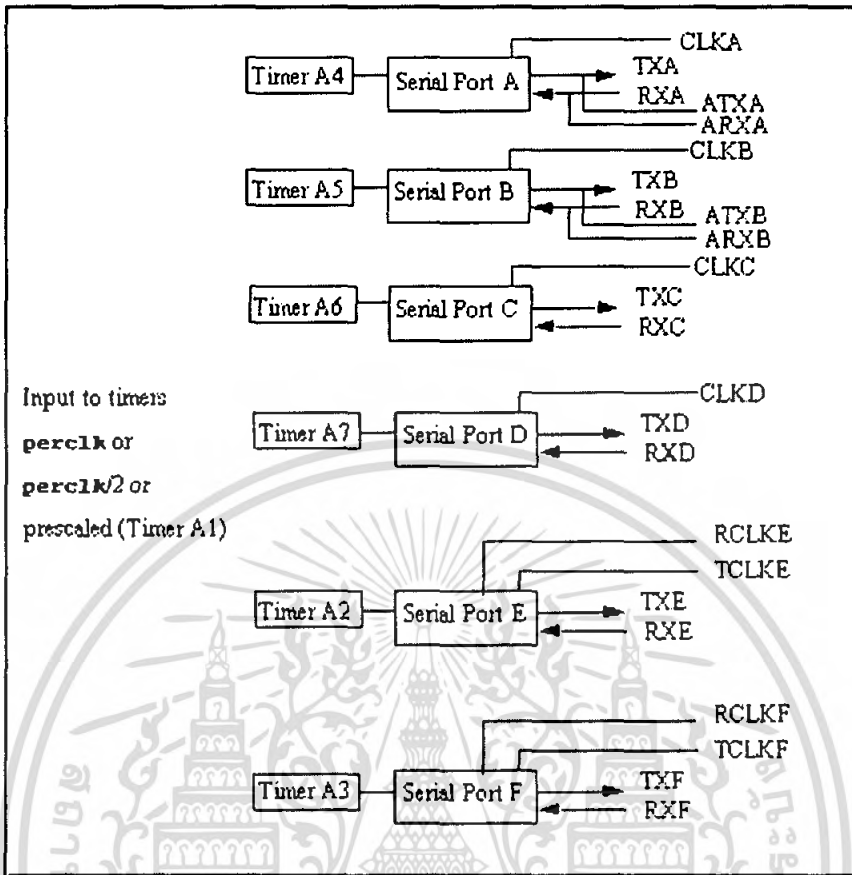 CLKA
Timer A4
Serial Port A
TXA
RXA
ATXA
ARXA
CLKB
Timer A5
Serial Port B
TXB
RXB
ATXB
ARXB
CLKC
Timer A6
Serial Port C
TXC
RXC
Input to timers
perclk or
perclk/2 or
prescaled (Timer A1)
CLKD
Timer A7
Serial Port D
TXD
RXD
RCLKE
TCLKE
Timer A2
Serial Port E
TXE
RXE
RCLKF
TCLKF
Timer A3
Serial Port F
TXF
RXF